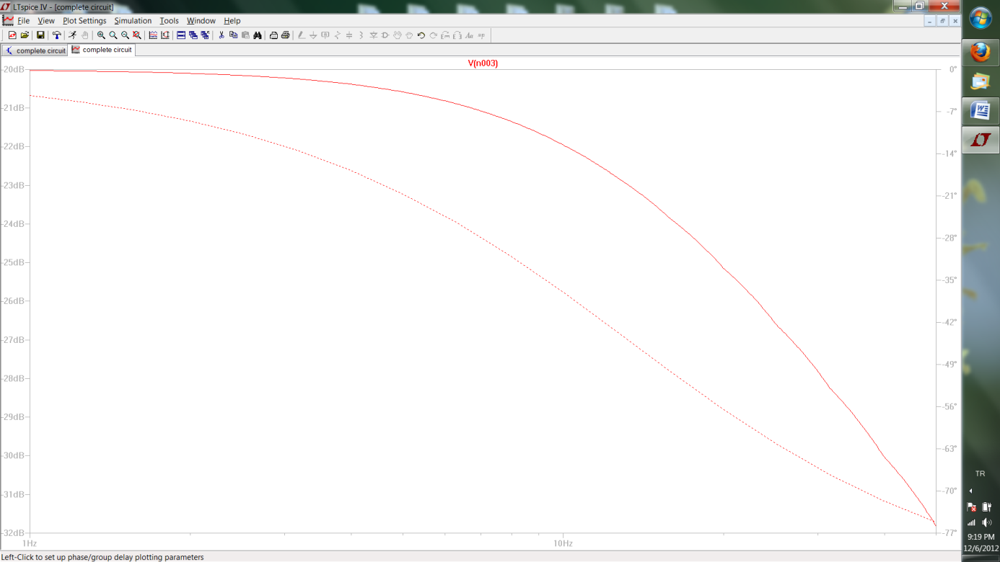 LTspice IV - [complete circuit]
File View Plot Settings Simulation Tools Window Help
complete circuit complete circuit
V(n003)
-20dB
-21dB
-22dB
-23dB
-24dB
-25dB
-26dB
-27dB
-28dB
-29dB
-30dB
-31dB
-32dB
0°
-7°
-14°
-21°
-28°
-35°
-42°
-49°
-56°
-63°
-70°
-77°
1Hz 10Hz
Left-Click to set up phase/group delay plotting parameters
TR
9:19 PM
12/6/2012